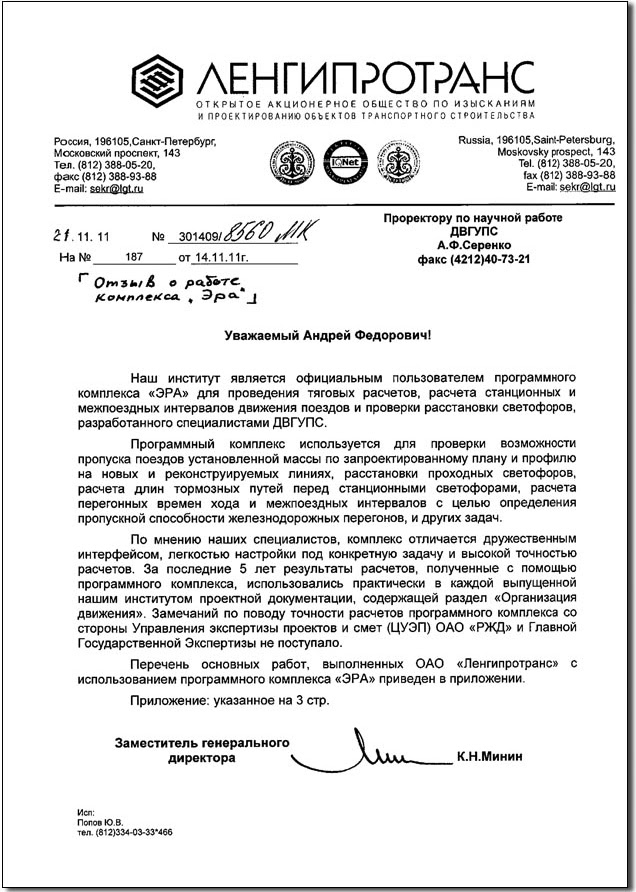 ЛЕНГИПРОТРАНС
ОТКРЫТОЕ АКЦИОНЕРНОЕ ОБЩЕСТВО ПО ИЗЫСКАНИЯМ
И ПРОЕКТИРОВАНИЮ ОБЪЕКТОВ ТРАНСПОРТНОГО СТРОИТЕЛЬСТВА
Россия, 196105,Санкт-Петербург,
Московский проспект, 143
Тел. (812) 388-05-20,
факс (812) 388-93-88
E-mail: sekr@lgt.ru
IQNet
Russia, 196105,Saint-Petersburg,
Moskovsky prospect, 143
Tel. (812) 388-05-20,
fax (812) 388-93-88
E-mail: sekr@lgt.ru
21.11.11 № 301409/8560 МК
На № 187 от 14.11.11г.
Проректору по научной работе
ДВГУПС
А.Ф.Серенко
факс (4212)40-73-21
Отзыв о работе
комплекса „Эра"
Уважаемый Андрей Федорович!
Наш институт является официальным пользователем программного
комплекса «ЭРА» для проведения тяговых расчетов, расчета станционных и
межпоездных интервалов движения поездов и проверки расстановки светофоров,
разработанного специалистами ДВГУПС.
Программный комплекс используется для проверки возможности
пропуска поездов установленной массы по запроектированному плану и профилю
на новых и реконструируемых линиях, расстановки проходных светофоров,
расчета длин тормозных путей перед станционными светофорами, расчета
перегонных времен хода и межпоездных интервалов с целью определения
пропускной способности железнодорожных перегонов, и других задач.
По мнению наших специалистов, комплекс отличается дружественным
интерфейсом, легкостью настройки под конкретную задачу и высокой точностью
расчетов. За последние 5 лет результаты расчетов, полученные с помощью
программного комплекса, использовались практически в каждой выпущенной
нашим институтом проектной документации, содержащей раздел «Организация
движения». Замечаний по поводу точности расчетов программного комплекса со
стороны Управления экспертизы проектов и смет (ЦУЭП) ОАО «РЖД» и Главной
Государственной Экспертизы не поступало.
Перечень основных работ, выполненных ОАО «Ленгипротранс» с
использованием программного комплекса «ЭРА» приведен в приложении.
Приложение: указанное на 3 стр.
Заместитель генерального
директора К.Н.Минин
Исп:
Попов Ю.В.
тел. (812)334-03-33*466